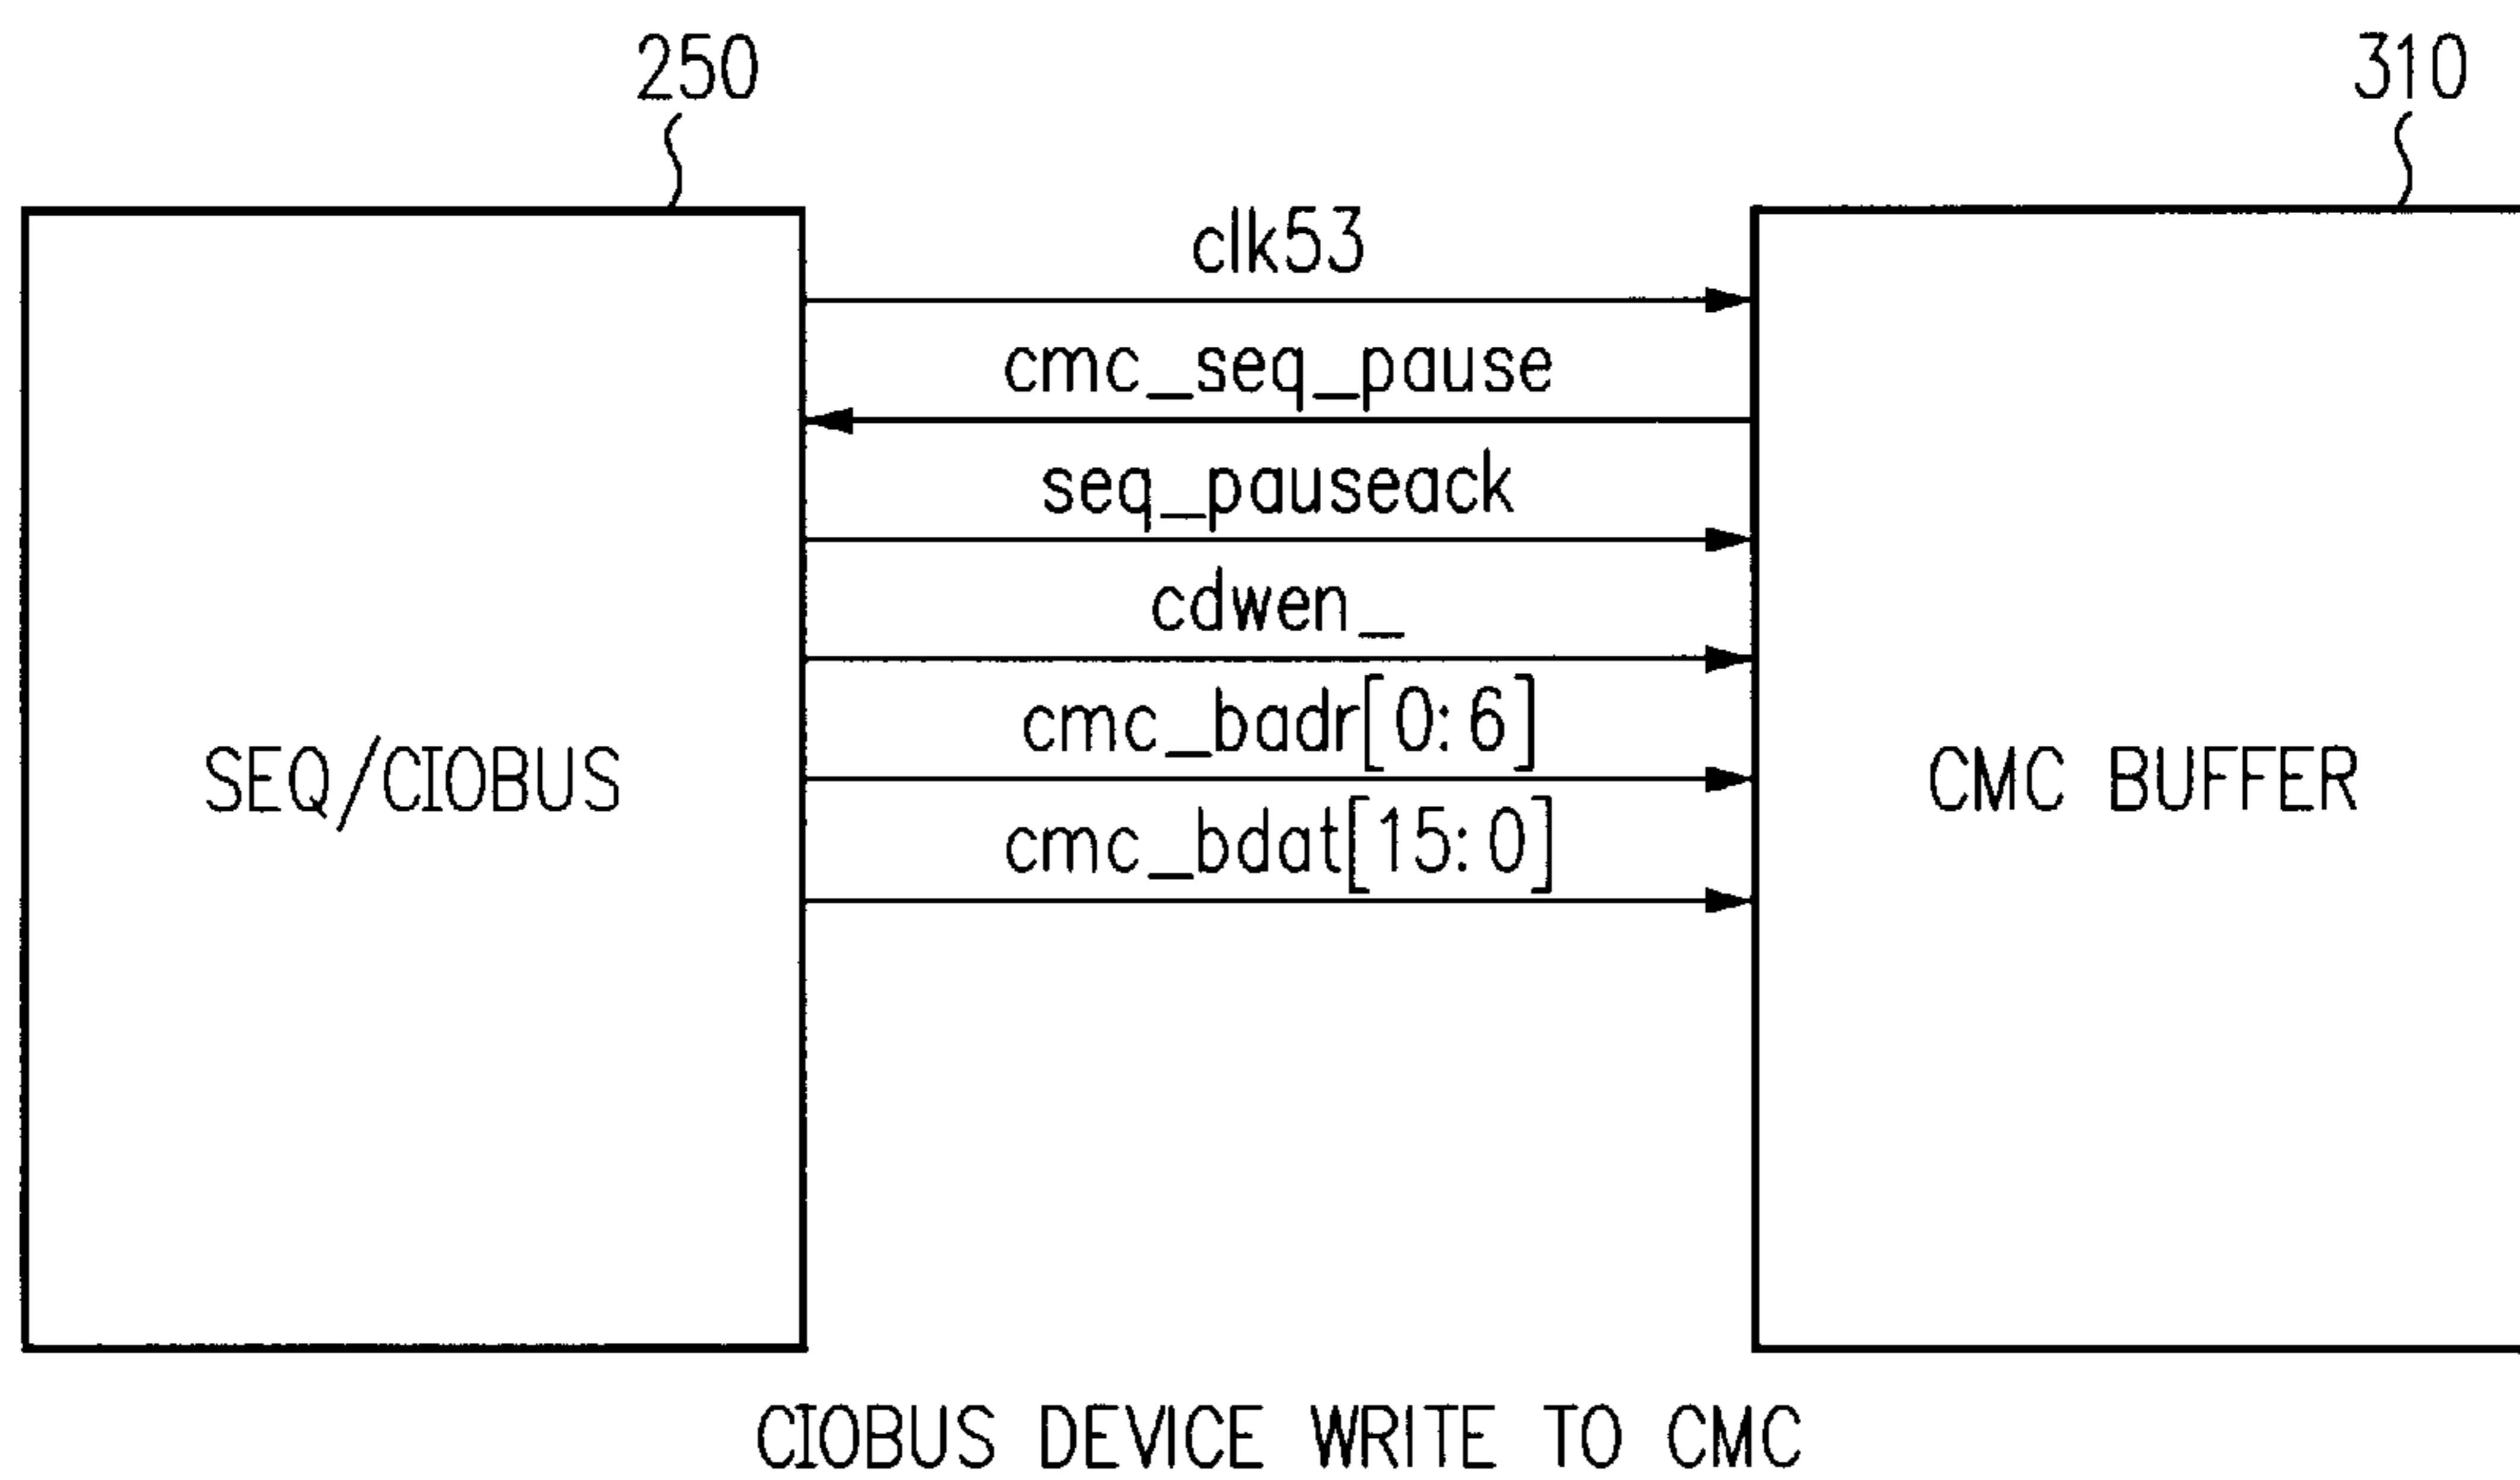 250
310
clk53
cmc_seq_pause
seq_pauseack
cdwen_
cmc_badr[0:6]
SEQ/CIOBUS
CMC BUFFER
cmc_bdat[15:0]
CIOBUS DEVICE WRITE TO CMC